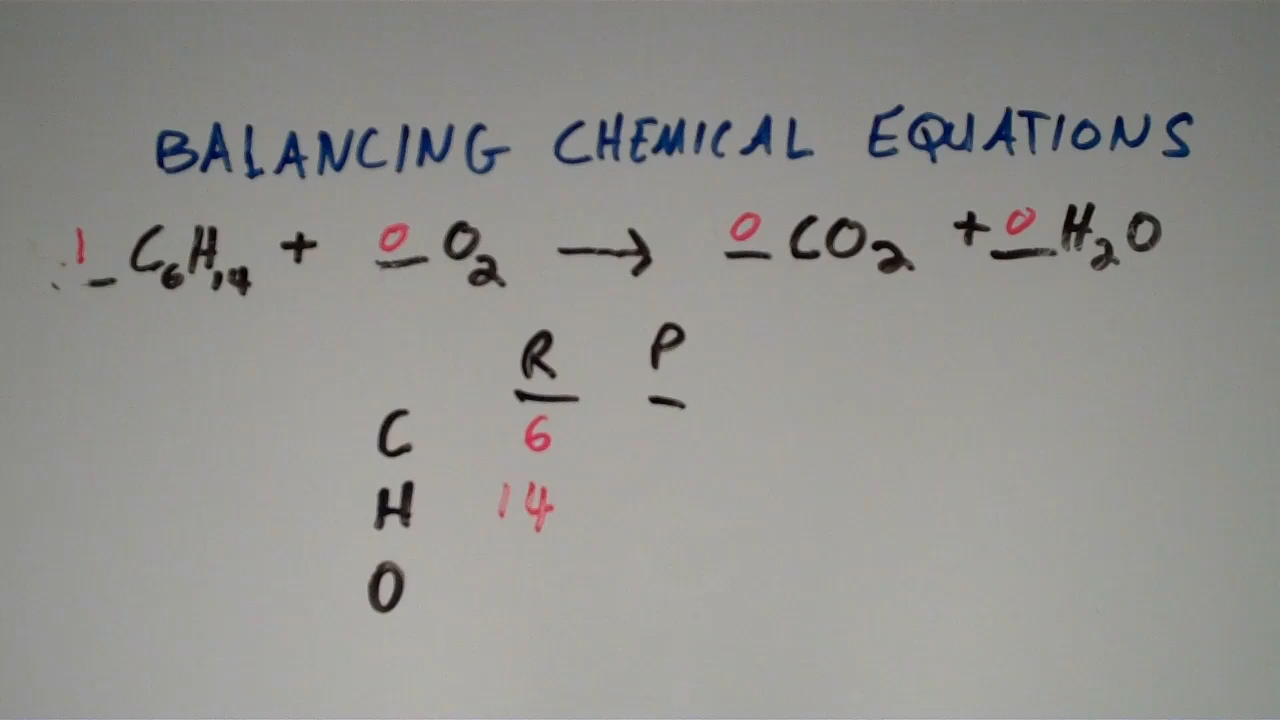 BALANCING CHEMICAL EQUATIONS
1 _ C₆H₁₄ + 0 _ O₂ → 0 _ CO₂ + 0 _ H₂O
R P
C 6
H 14
O